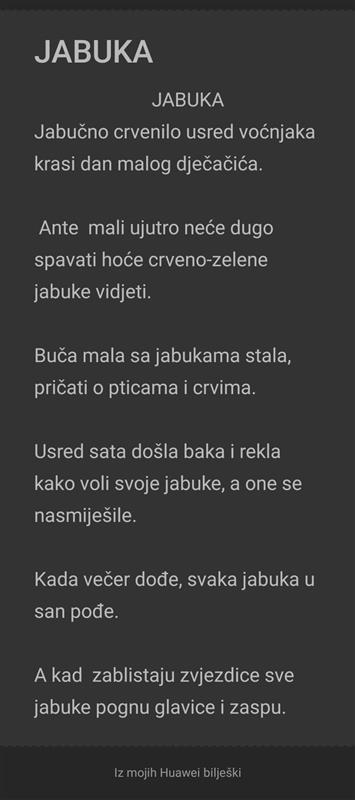 JABUKA
JABUKA
Jabučno crvenilo usred voćnjaka
krasi dan malog dječačića.
Ante  mali ujutro neće dugo
spavati hoće crveno-zelene
jabuke vidjeti.
Buča mala sa jabukama stala,
pričati o pticama i crvima.
Usred sata došla baka i rekla
kako voli svoje jabuke, a one se
nasmiješile.
Kada večer dođe, svaka jabuka u
san pođe.
A kad  zablistaju zvjezdice sve
jabuke pognu glavice i zaspu.
Iz mojih Huawei bilješki